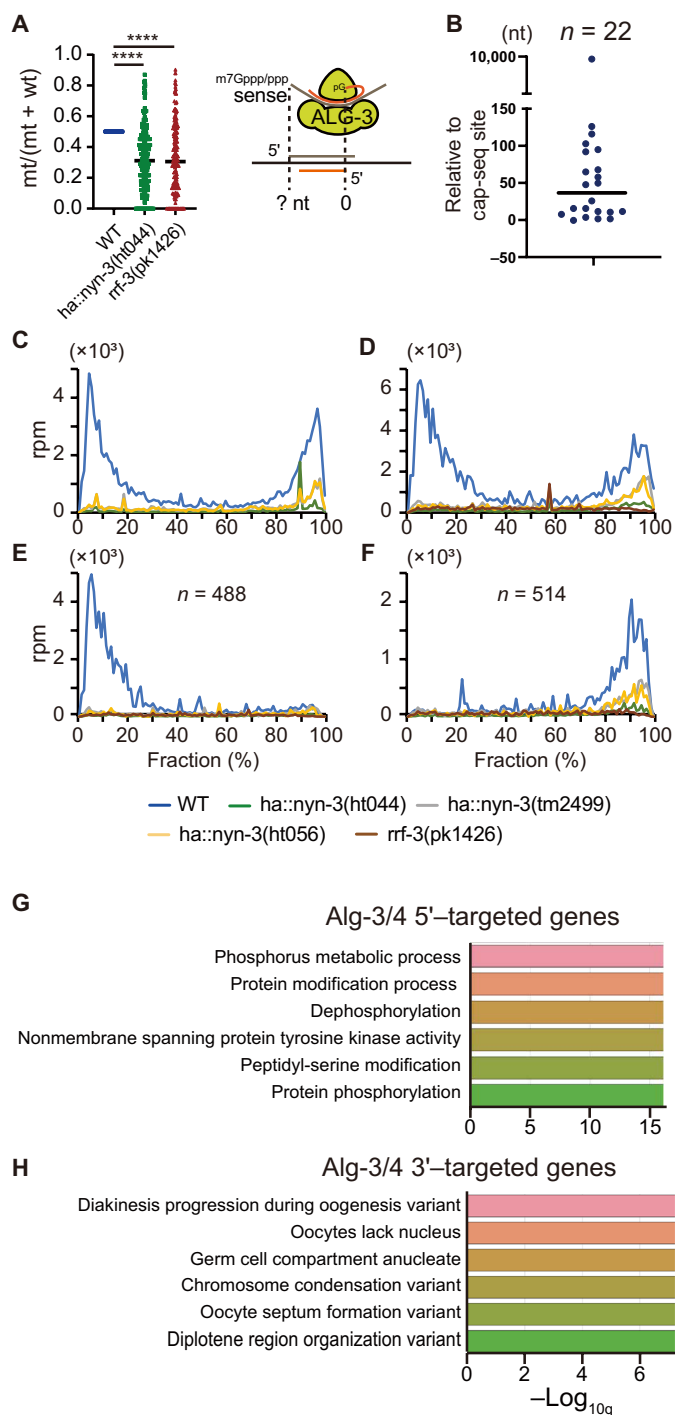 A
mt/(mt + wt)
1.0
0.8
0.6
0.4
0.2
0.0
****
****
WT
ha::nyn-3(ht044)
rrf-3(pk1426)
m7Gppp/ppp
sense
pG
ALG-3
5'
5'
? nt
0
B
(nt)
n = 22
10,000
150
100
50
0
–50
Relative to
cap-seq site
C
(×10³)
rpm
4
2
0
0 20 40 60 80 100
D
(×10³)
6
4
2
0
0 20 40 60 80 100
E
(×10³)
n = 488
rpm
4
2
0
0 20 40 60 80 100
Fraction (%)
F
(×10³)
n = 514
2
1
0
0 20 40 60 80 100
Fraction (%)
WT ha::nyn-3(ht044) ha::nyn-3(tm2499)
ha::nyn-3(ht056) rrf-3(pk1426)
G
Alg-3/4 5'–targeted genes
Phosphorus metabolic process
Protein modification process
Dephosphorylation
Nonmembrane spanning protein tyrosine kinase activity
Peptidyl-serine modification
Protein phosphorylation
0 5 10 15
H
Alg-3/4 3'–targeted genes
Diakinesis progression during oogenesis variant
Oocytes lack nucleus
Germ cell compartment anucleate
Chromosome condensation variant
Oocyte septum formation variant
Diplotene region organization variant
0 2 4 6
–Log10q